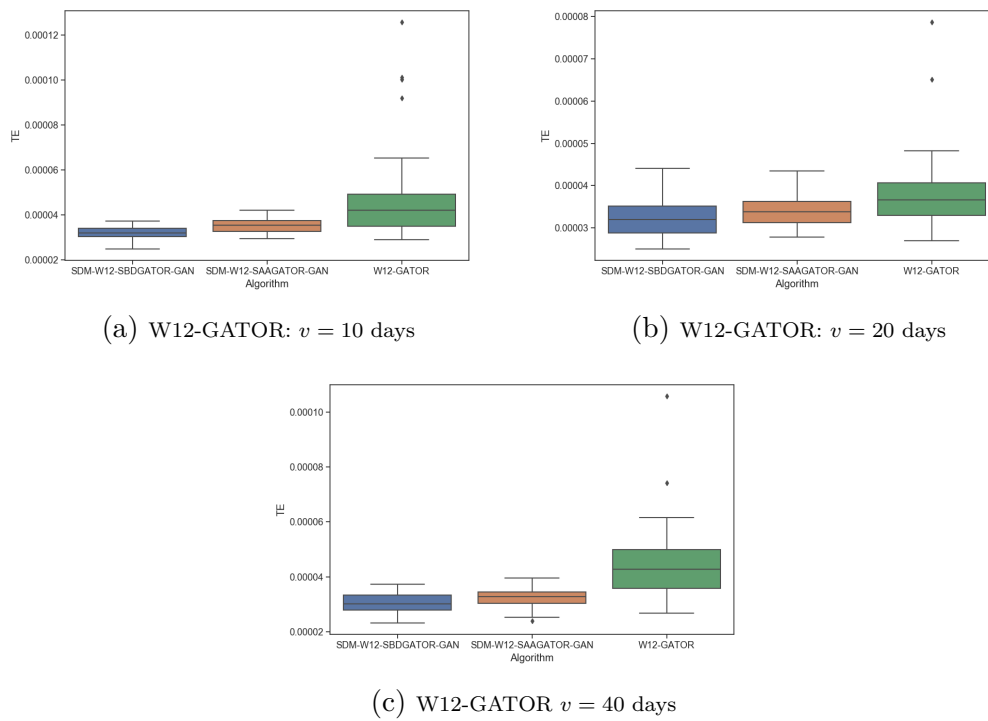 0.00012
0.00010
0.00008
0.00006
0.00004
0.00002
TE
SDM-W12-SBDGATOR-GAN SDM-W12-SAAGATOR-GAN W12-GATOR
Algorithm
(a) W12-GATOR: v = 10 days
0.00008
0.00007
0.00006
0.00005
0.00004
0.00003
TE
SDM-W12-SBDGATOR-GAN SDM-W12-SAAGATOR-GAN W12-GATOR
Algorithm
(b) W12-GATOR: v = 20 days
0.00010
0.00008
0.00006
0.00004
0.00002
TE
SDM-W12-SBDGATOR-GAN SDM-W12-SAAGATOR-GAN W12-GATOR
Algorithm
(c) W12-GATOR v = 40 days